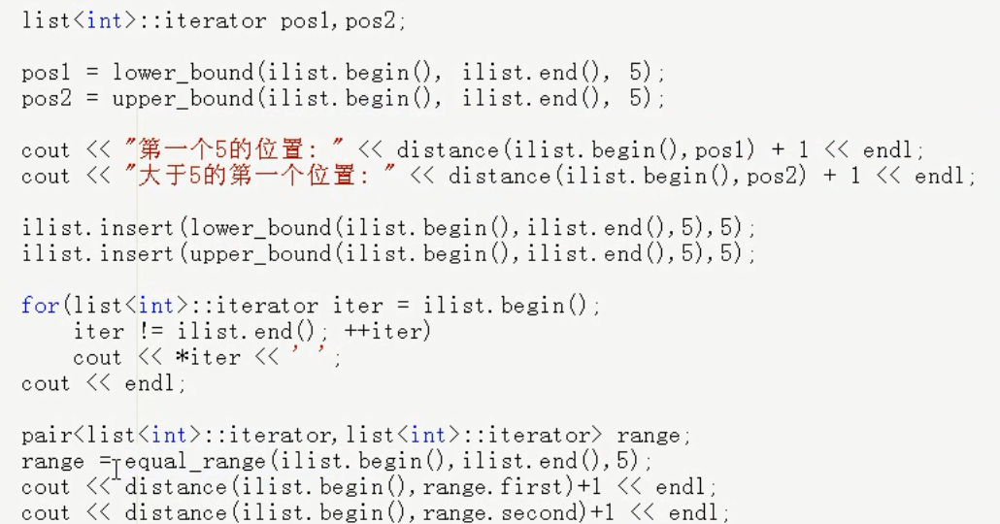 list<int>::iterator pos1,pos2;
pos1 = lower_bound(ilist.begin(), ilist.end(), 5);
pos2 = upper_bound(ilist.begin(), ilist.end(), 5);
cout << "第一个5的位置: " << distance(ilist.begin(),pos1) + 1 << endl;
cout << "大于5的第一个位置: " << distance(ilist.begin(),pos2) + 1 << endl;
ilist.insert(lower_bound(ilist.begin(),ilist.end(),5),5);
ilist.insert(upper_bound(ilist.begin(),ilist.end(),5),5);
for(list<int>::iterator iter = ilist.begin();
iter != ilist.end(); ++iter)
cout << *iter << ' ';
cout << endl;
pair<list<int>::iterator,list<int>::iterator> range;
range = equal_range(ilist.begin(),ilist.end(),5);
cout << distance(ilist.begin(),range.first)+1 << endl;
cout << distance(ilist.begin(),range.second)+1 << endl;